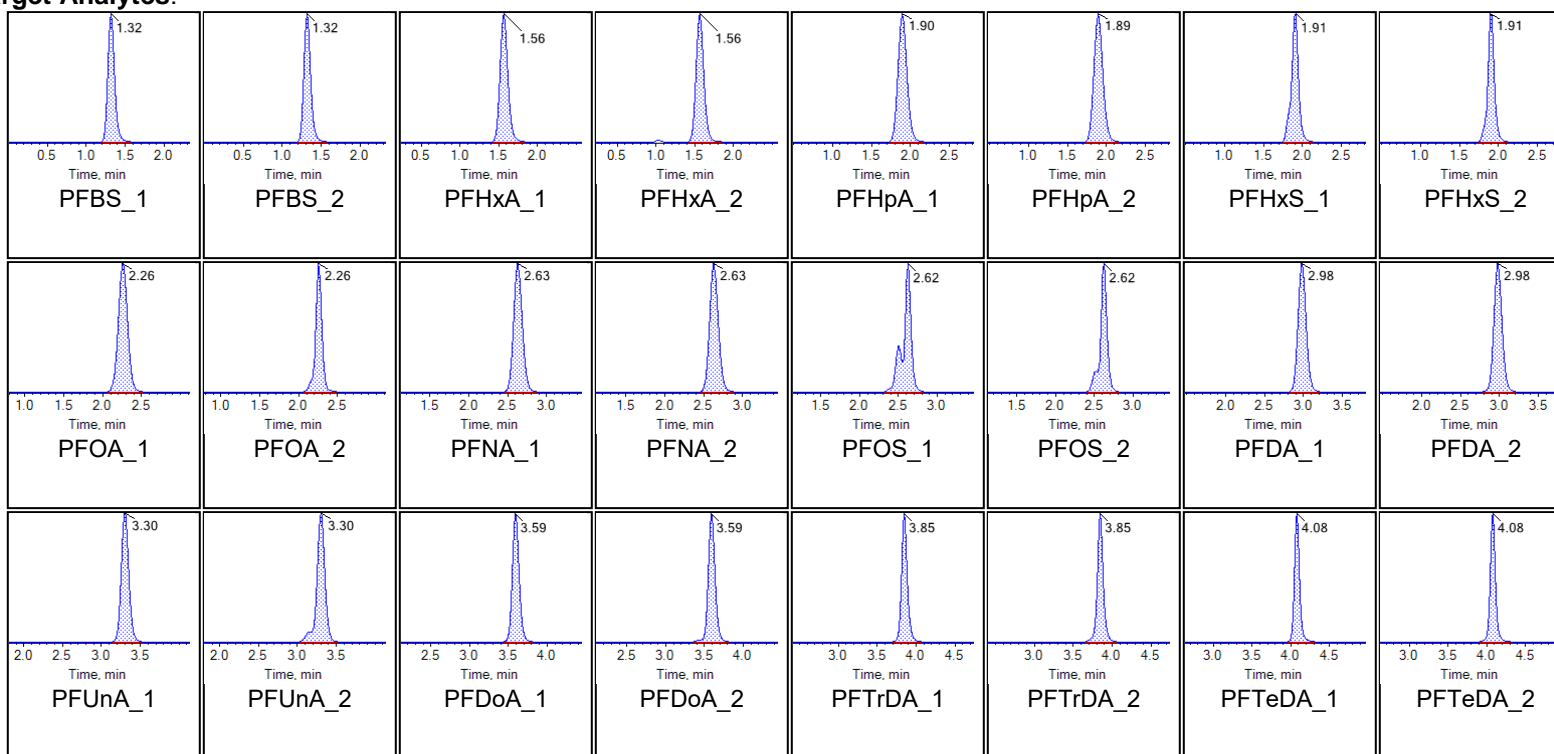 arget Analytes:
1.32 1.32 1.56 1.56 1.90 1.89 1.91 1.91
0.5 1.0 1.5 2.0 0.5 1.0 1.5 2.0 0.5 1.0 1.5 2.0 0.5 1.0 1.5 2.0 1.0 1.5 2.0 2.5 1.0 1.5 2.0 2.5 1.0 1.5 2.0 2.5 1.0 1.5 2.0 2.5
Time, min Time, min Time, min Time, min Time, min Time, min Time, min Time, min
PFBS_1 PFBS_2 PFHxA_1 PFHxA_2 PFHpA_1 PFHpA_2 PFHxS_1 PFHxS_2
2.26 2.26 2.63 2.63 2.62 2.62 2.98 2.98
1.0 1.5 2.0 2.5 1.0 1.5 2.0 2.5 1.5 2.0 2.5 3.0 1.5 2.0 2.5 3.0 1.5 2.0 2.5 3.0 1.5 2.0 2.5 3.0 2.0 2.5 3.0 3.5 2.0 2.5 3.0 3.5
Time, min Time, min Time, min Time, min Time, min Time, min Time, min Time, min
PFOA_1 PFOA_2 PFNA_1 PFNA_2 PFOS_1 PFOS_2 PFDA_1 PFDA_2
3.30 3.30 3.59 3.59 3.85 3.85 4.08 4.08
2.0 2.5 3.0 3.5 2.0 2.5 3.0 3.5 2.5 3.0 3.5 4.0 2.5 3.0 3.5 4.0 3.0 3.5 4.0 4.5 3.0 3.5 4.0 4.5 3.0 3.5 4.0 4.5 3.0 3.5 4.0 4.5
Time, min Time, min Time, min Time, min Time, min Time, min Time, min Time, min
PFUnA_1 PFUnA_2 PFDoA_1 PFDoA_2 PFTrDA_1 PFTrDA_2 PFTeDA_1 PFTeDA_2